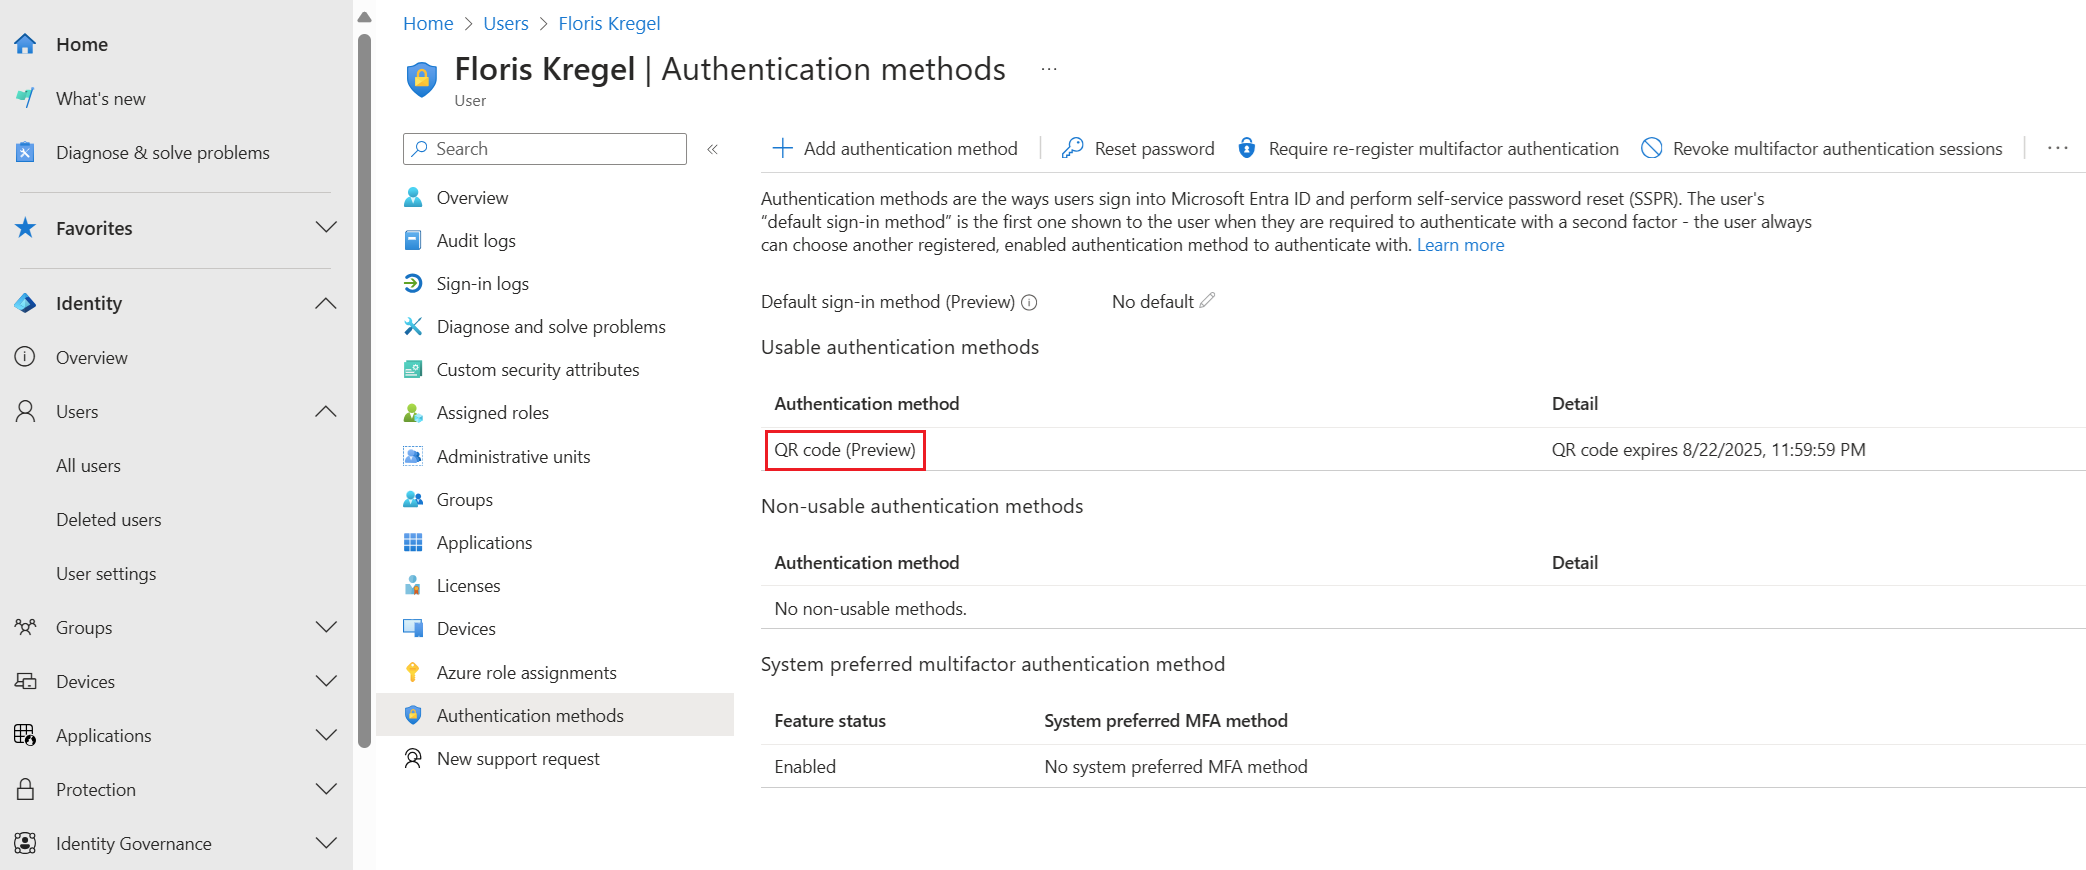 Home
What's new
Diagnose & solve problems
Favorites
Identity
Overview
Users
All users
Deleted users
User settings
Groups
Devices
Applications
Protection
Identity Governance
Home > Users > Floris Kregel
Floris Kregel | Authentication methods ...
User
Search «
Overview
Audit logs
Sign-in logs
Diagnose and solve problems
Custom security attributes
Assigned roles
Administrative units
Groups
Applications
Licenses
Devices
Azure role assignments
Authentication methods
New support request
Add authentication method | Reset password Require re-register multifactor authentication Revoke multifactor authentication sessions | ...
Authentication methods are the ways users sign into Microsoft Entra ID and perform self-service password reset (SSPR). The user's
“default sign-in method” is the first one shown to the user when they are required to authenticate with a second factor - the user always
can choose another registered, enabled authentication method to authenticate with. Learn more
Default sign-in method (Preview) No default
Usable authentication methods
Authentication method Detail
QR code (Preview) QR code expires 8/22/2025, 11:59:59 PM
Non-usable authentication methods
Authentication method Detail
No non-usable methods.
System preferred multifactor authentication method
Feature status System preferred MFA method
Enabled No system preferred MFA method